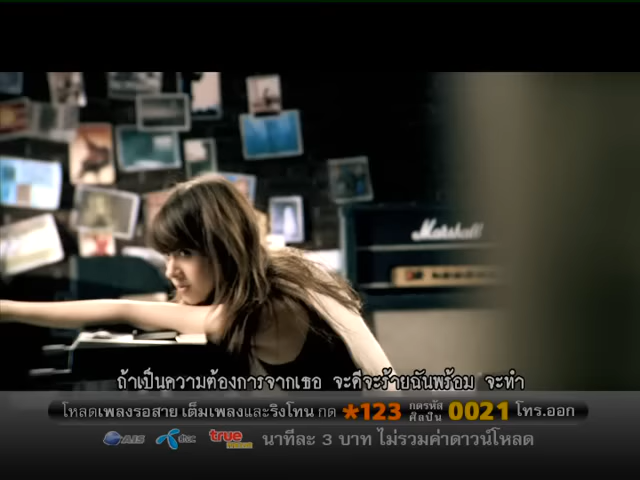 Marshall
ถ้าเป็นความต้องการจากเธอ จะดีจะร้ายฉันพร้อม จะทำ
โหลดเพลงรอสาย เต็มเพลงและริงโทน กด *123 กดรหัสศิลปิน 0021 โทร.ออก
AIS dtac true นาทีละ 3 บาท ไม่รวมค่าดาวน์โหลด